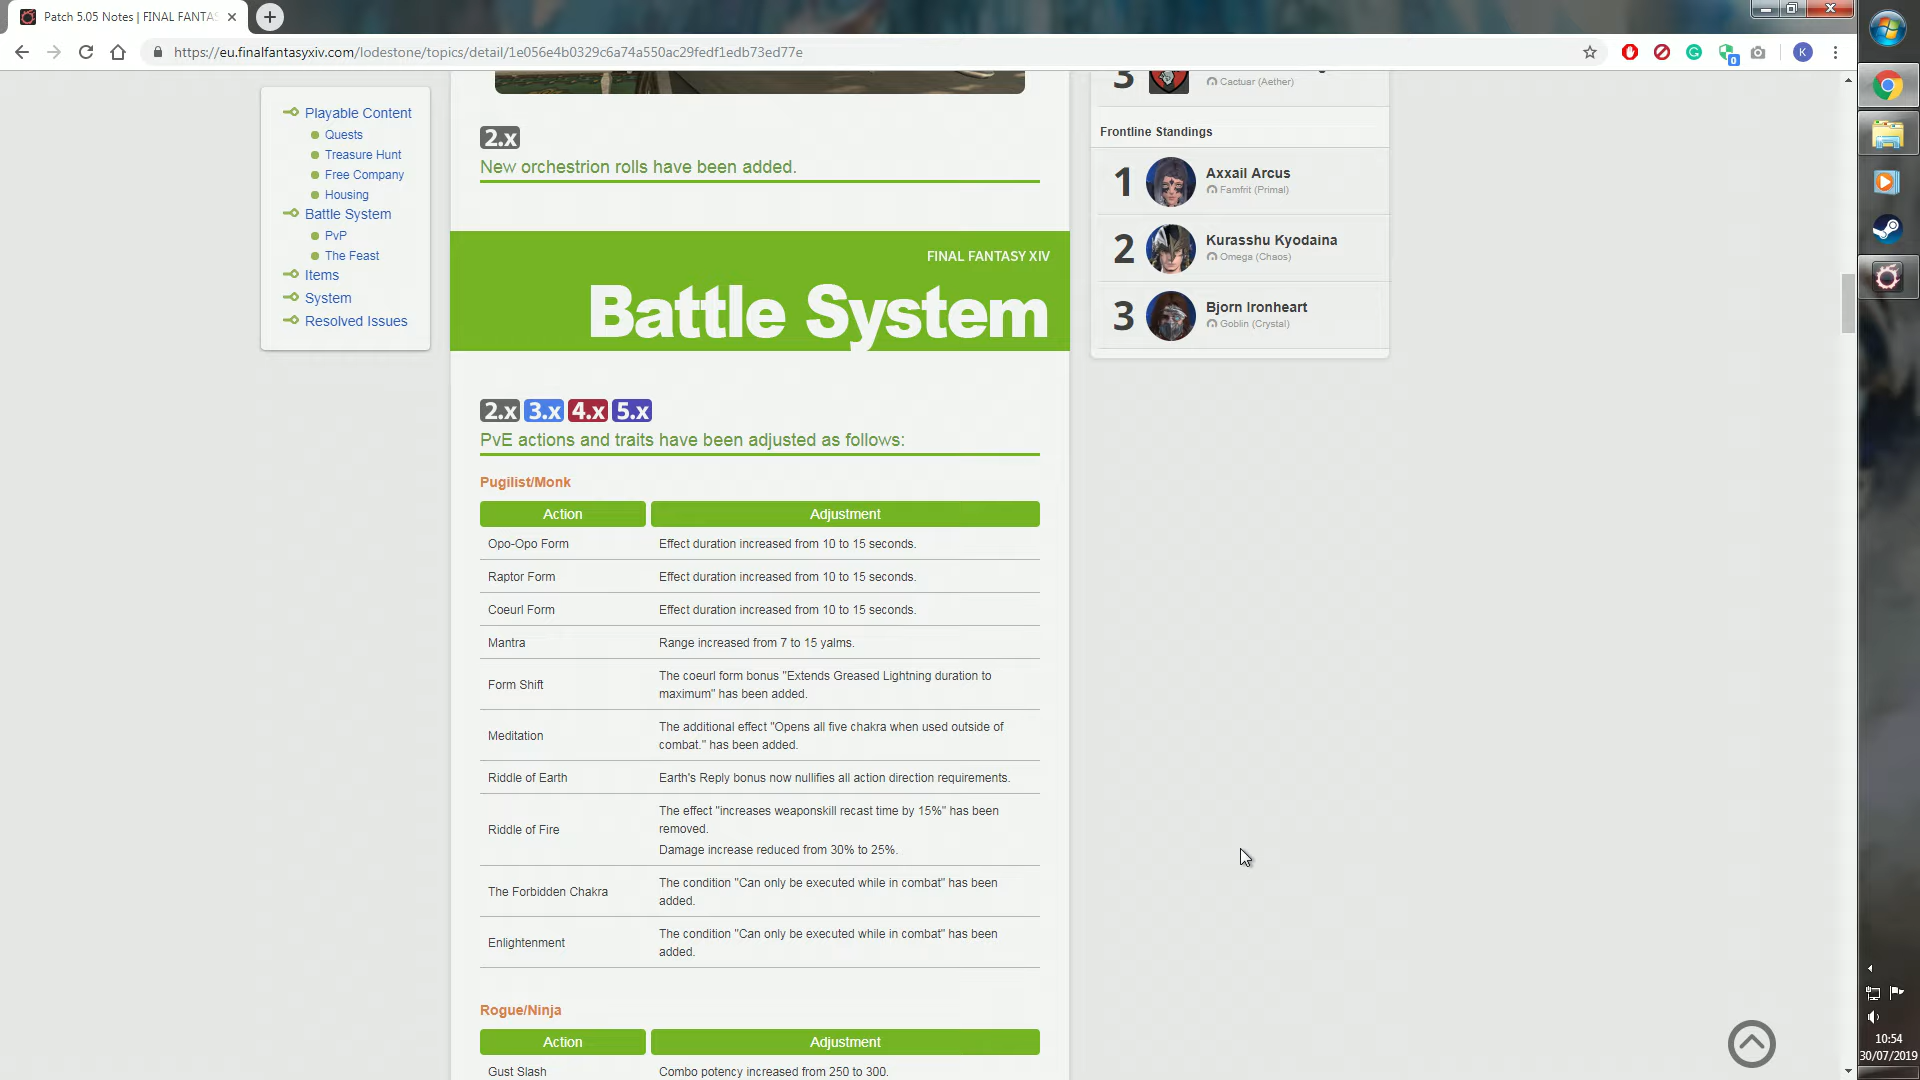 Patch 5.05 Notes | FINAL FANTAS
https://eu.finalfantasyxiv.com/lodestone/topics/detail/1e056e4b0329c6a74a550ac29fedf1edb73ed77e
0
K
Playable Content
Quests
Treasure Hunt
Free Company
Housing
Battle System
PvP
The Feast
Items
System
Resolved Issues
2.x
New orchestrion rolls have been added.
FINAL FANTASY XIV
Battle System
2.x 3.x 4.x 5.x
PvE actions and traits have been adjusted as follows:
Pugilist/Monk
Action Adjustment
Opo-Opo Form Effect duration increased from 10 to 15 seconds.
Raptor Form Effect duration increased from 10 to 15 seconds.
Coeurl Form Effect duration increased from 10 to 15 seconds.
Mantra Range increased from 7 to 15 yalms.
Form Shift The coeurl form bonus "Extends Greased Lightning duration to
maximum" has been added.
Meditation The additional effect "Opens all five chakra when used outside of
combat." has been added.
Riddle of Earth Earth's Reply bonus now nullifies all action direction requirements.
Riddle of Fire The effect "increases weaponskill recast time by 15%" has been
removed.
Damage increase reduced from 30% to 25%.
The Forbidden Chakra The condition "Can only be executed while in combat" has been
added.
Enlightenment The condition "Can only be executed while in combat" has been
added.
Rogue/Ninja
Action Adjustment
Gust Slash Combo potency increased from 250 to 300.
3
Cactuar (Aether)
Frontline Standings
1 Axxail Arcus
Famfrit (Primal)
2 Kurasshu Kyodaina
Omega (Chaos)
3 Bjorn Ironheart
Goblin (Crystal)
10:54
30/07/2019